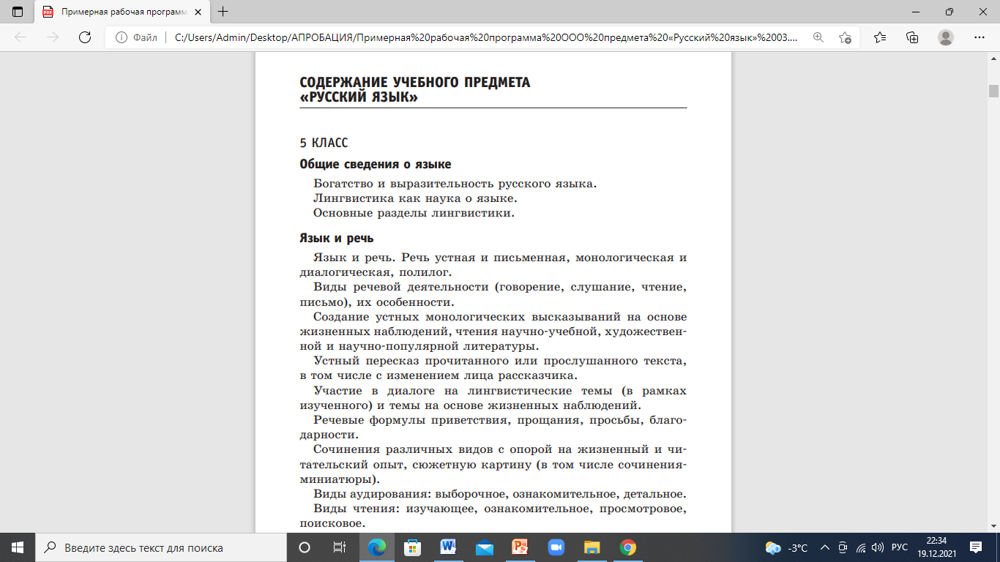 Примерная рабочая программ
Файл
C:/Users/Admin/Desktop/АПРОБАЦИЯ/Примерная%20рабочая%20программа%20ООО%20предмета%20«Русский%20язык»%2003....
СОДЕРЖАНИЕ УЧЕБНОГО ПРЕДМЕТА
«РУССКИЙ ЯЗЫК»
5 КЛАСС
Общие сведения о языке
Богатство и выразительность русского языка.
Лингвистика как наука о языке.
Основные разделы лингвистики.
Язык и речь
Язык и речь. Речь устная и письменная, монологическая и
диалогическая, полилог.
Виды речевой деятельности (говорение, слушание, чтение,
письмо), их особенности.
Создание устных монологических высказываний на основе
жизненных наблюдений, чтения научно-учебной, художествен-
ной и научно-популярной литературы.
Устный пересказ прочитанного или прослушанного текста,
в том числе с изменением лица рассказчика.
Участие в диалоге на лингвистические темы (в рамках
изученного) и темы на основе жизненных наблюдений.
Речевые формулы приветствия, прощания, просьбы, благо-
дарности.
Сочинения различных видов с опорой на жизненный и чи-
тательский опыт, сюжетную картину (в том числе сочинения-
миниатюры).
Виды аудирования: выборочное, ознакомительное, детальное.
Виды чтения: изучающее, ознакомительное, просмотровое,
поисковое.
Введите здесь текст для поиска
-3°C
РУС
22:34
19.12.2021